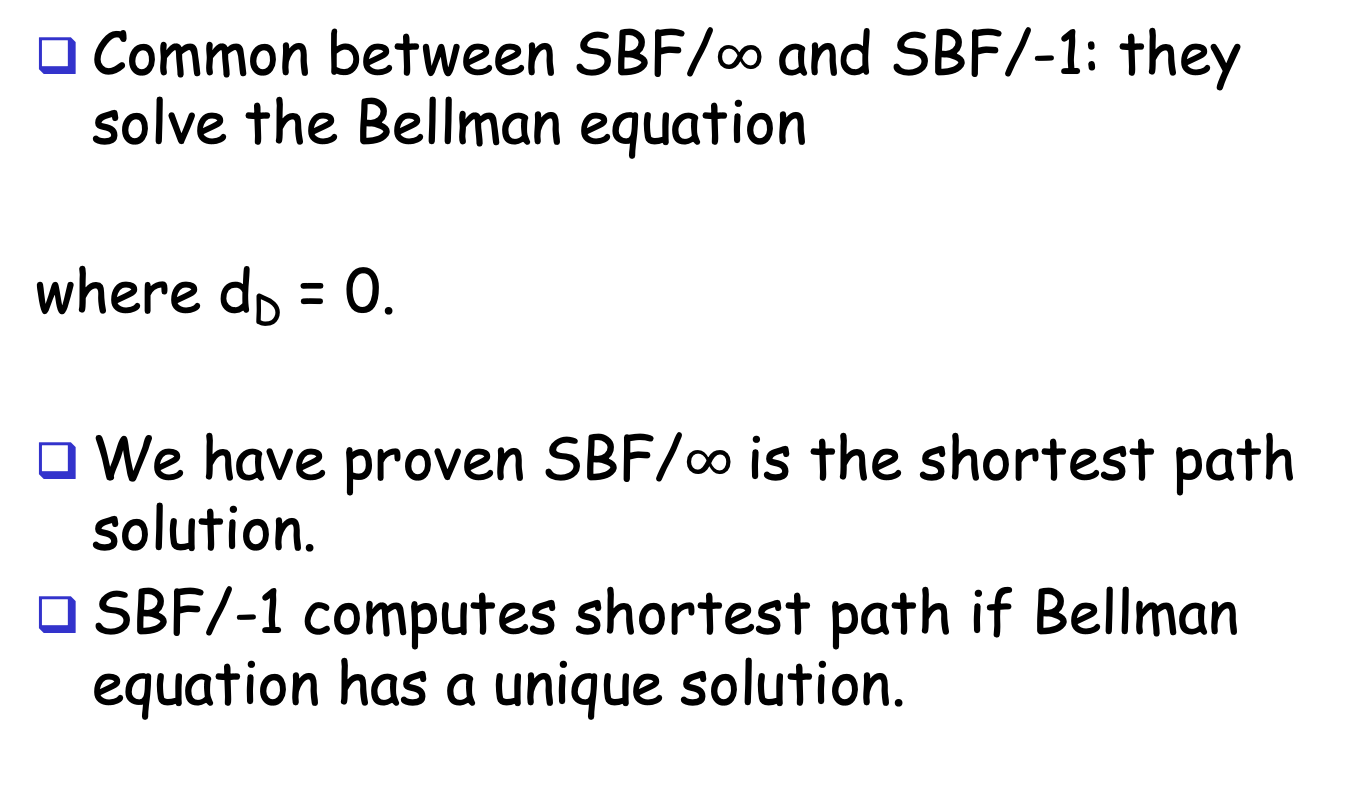 ❑ Common between SBF/∞ and SBF/-1: they
solve the Bellman equation
where d_D = 0.
❑ We have proven SBF/∞ is the shortest path
solution.
❑ SBF/-1 computes shortest path if Bellman
equation has a unique solution.